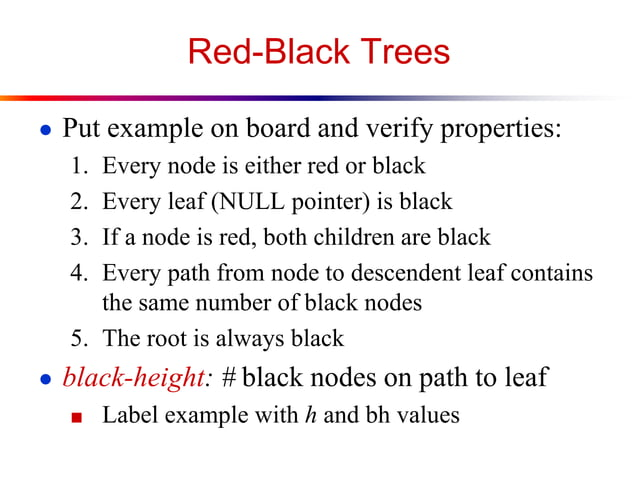 Red-Black Trees
● Put example on board and verify properties:
1. Every node is either red or black
2. Every leaf (NULL pointer) is black
3. If a node is red, both children are black
4. Every path from node to descendent leaf contains
the same number of black nodes
5. The root is always black
● black-height: # black nodes on path to leaf
■ Label example with h and bh values